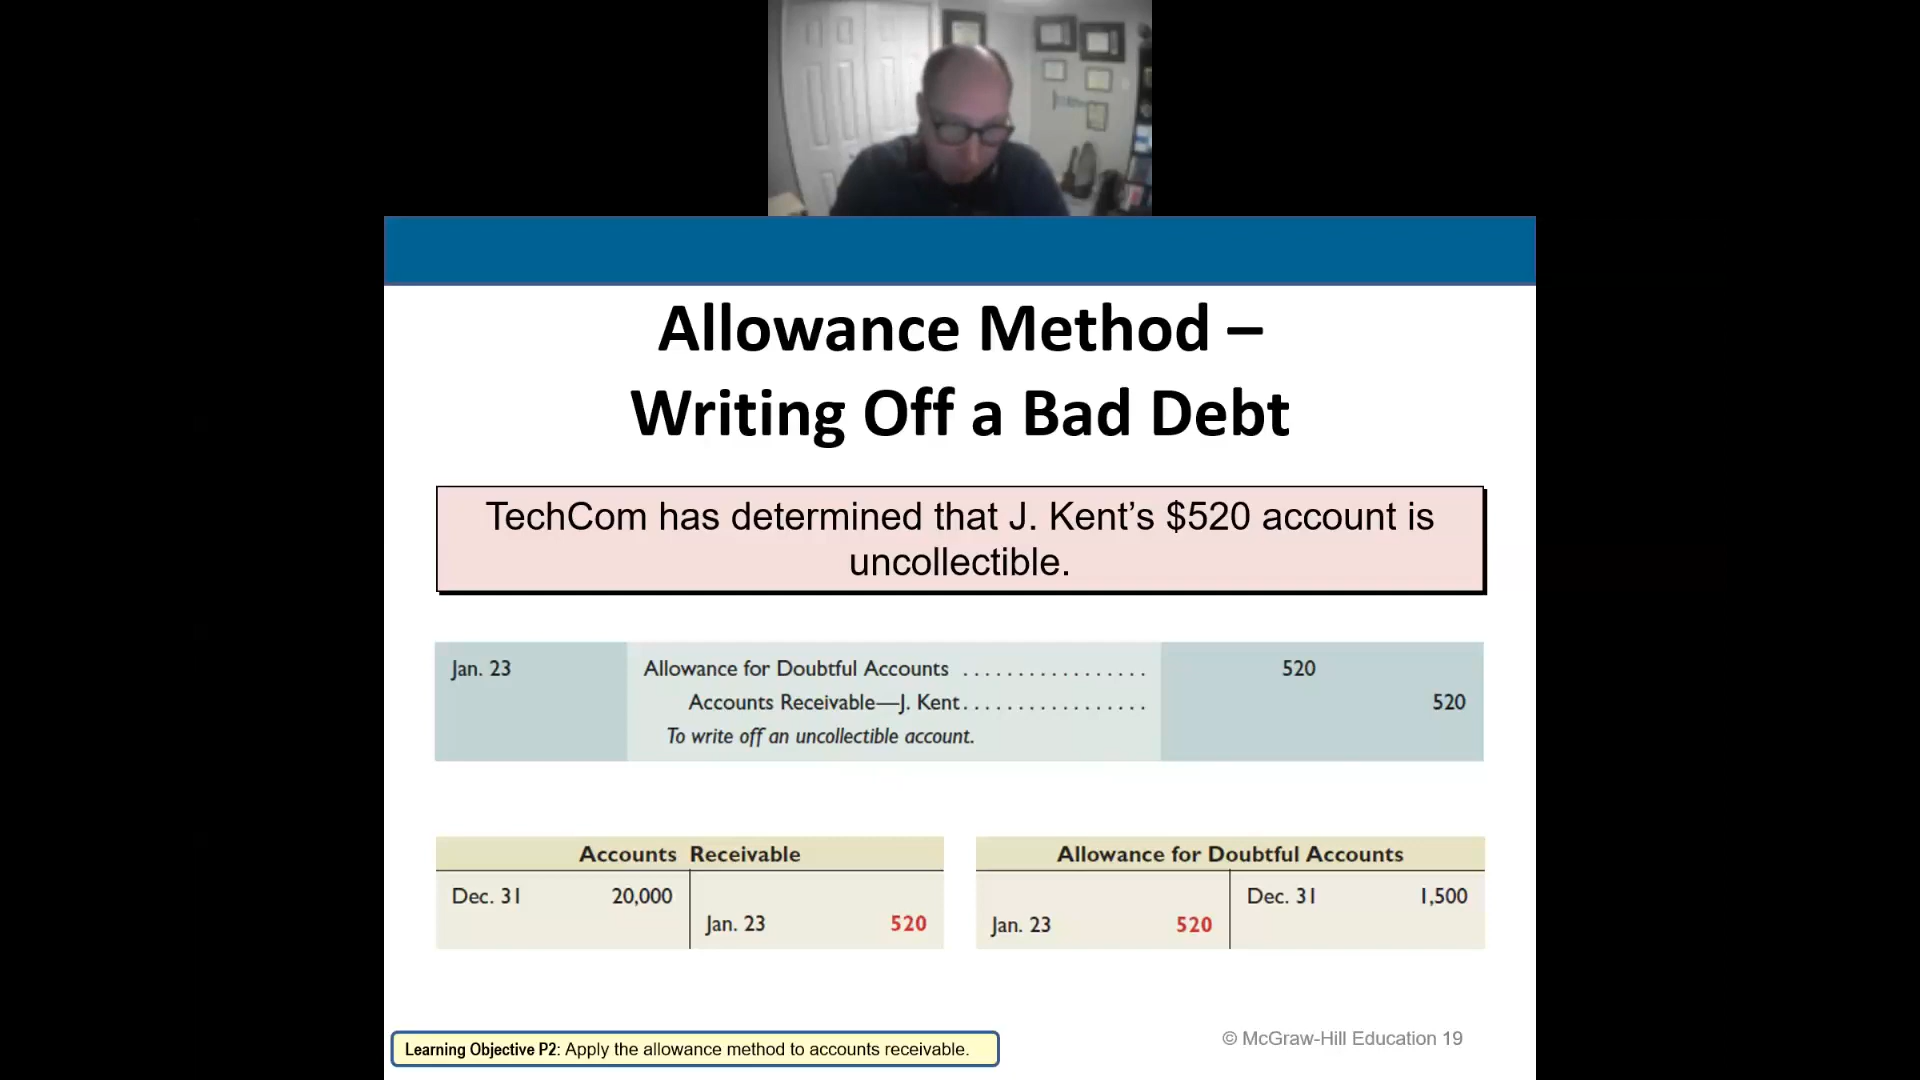 Allowance Method –
Writing Off a Bad Debt
TechCom has determined that J. Kent’s $520 account is
uncollectible.
Jan. 23 Allowance for Doubtful Accounts ................. 520
Accounts Receivable—J. Kent................. 520
To write off an uncollectible account.
Accounts Receivable
Dec. 31 20,000
Jan. 23 520
Allowance for Doubtful Accounts
Dec. 31 1,500
Jan. 23 520
Learning Objective P2: Apply the allowance method to accounts receivable.
© McGraw-Hill Education 19